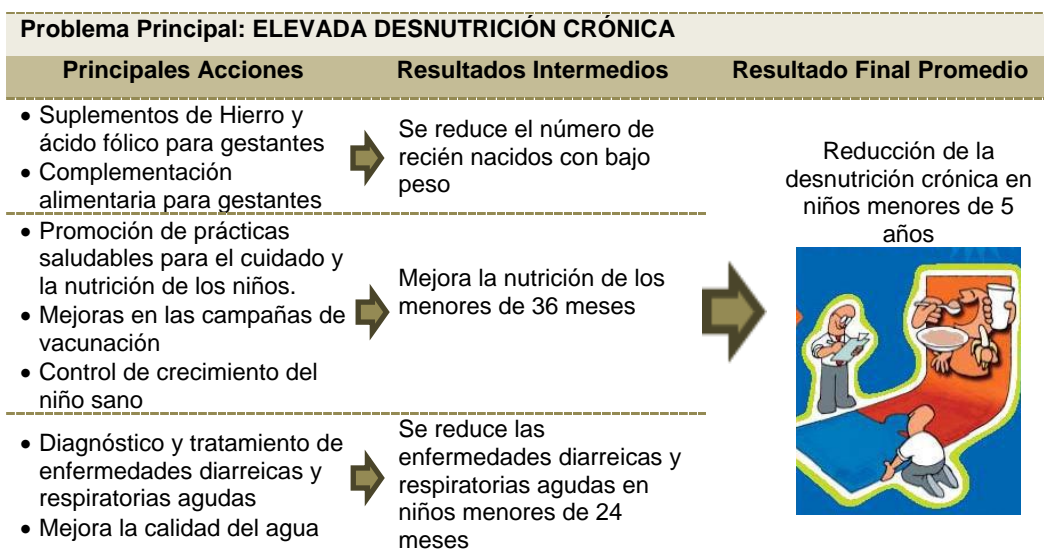 Problema Principal: ELEVADA DESNUTRICIÓN CRÓNICA
Principales Acciones
Resultados Intermedios
Resultado Final Promedio
• Suplementos de Hierro y
ácido fólico para gestantes
• Complementación
alimentaria para gestantes
Se reduce el número de
recién nacidos con bajo
peso
• Promoción de prácticas
saludables para el cuidado y
la nutrición de los niños.
• Mejoras en las campañas de
vacunación
• Control de crecimiento del
niño sano
Mejora la nutrición de los
menores de 36 meses
• Diagnóstico y tratamiento de
enfermedades diarreicas y
respiratorias agudas
• Mejora la calidad del agua
Se reduce las
enfermedades diarreicas y
respiratorias agudas en
niños menores de 24
meses
Reducción de la
desnutrición crónica en
niños menores de 5
años